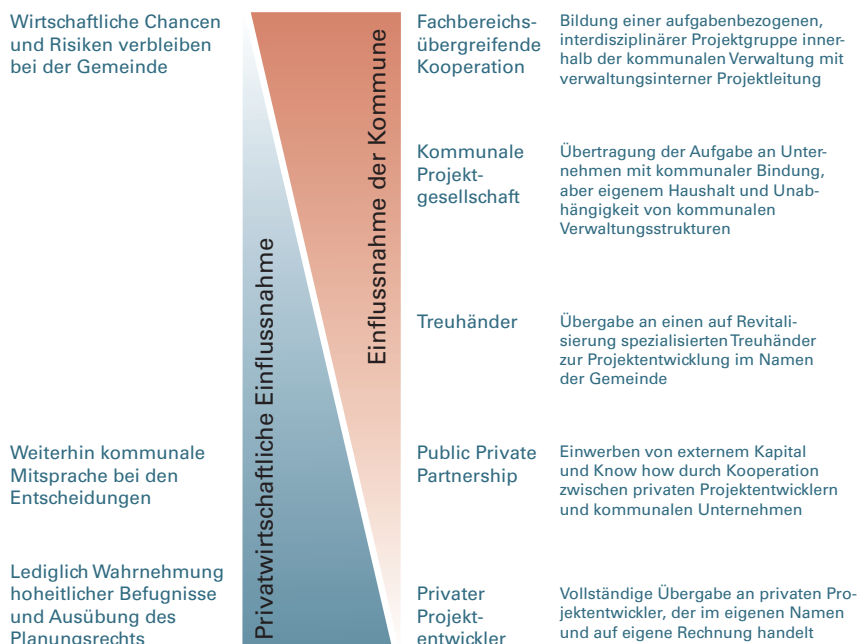 Wirtschaftliche Chancen
und Risiken verbleiben
bei der Gemeinde
Weiterhin kommunale
Mitsprache bei den
Entscheidungen
Lediglich Wahrnehmung
hoheitlicher Befugnisse
und Ausübung des
Planungsrechts
Privatwirtschaftliche Einflussnahme
Einflussnahme der Kommune
Fachbereichs-
übergreifende
Kooperation
Bildung einer aufgabenbezogenen,
interdisziplinärer Projektgruppe inner-
halb der kommunalen Verwaltung mit
verwaltungsinterner Projektleitung
Kommunale
Projekt-
gesellschaft
Übertragung der Aufgabe an Unter-
nehmen mit kommunaler Bindung,
aber eigenem Haushalt und Unab-
hängigkeit von kommunalen
Verwaltungsstrukturen
Treuhänder
Übergabe an einen auf Revitali-
sierung spezialisierten Treuhänder
zur Projektentwicklung im Namen
der Gemeinde
Public Private
Partnership
Einwerben von externem Kapital
und Know how durch Kooperation
zwischen privaten Projektentwicklern
und kommunalen Unternehmen
Privater
Projekt-
entwickler
Vollständige Übergabe an privaten Pro-
jektentwickler, der im eigenen Namen
und auf eigene Rechnung handelt